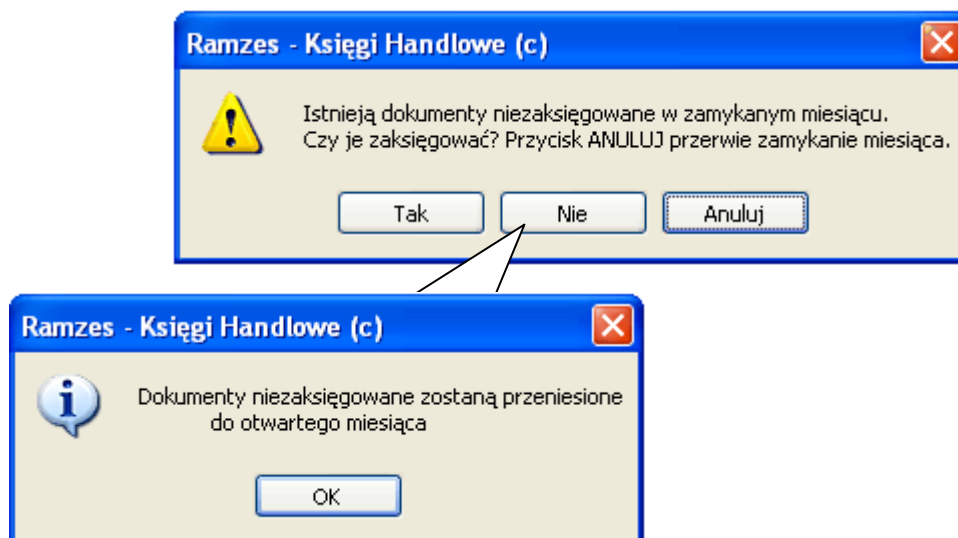 Ramzes - Księgi Handlowe (c)
Istnieją dokumenty niezaksięgowane w zamykanym miesiącu.
Czy je zaksięgować? Przycisk ANULUJ przerwie zamykanie miesiąca.
Tak Nie Anuluj
Ramzes - Księgi Handlowe (c)
Dokumenty niezaksięgowane zostaną przeniesione
do otwartego miesiąca
OK